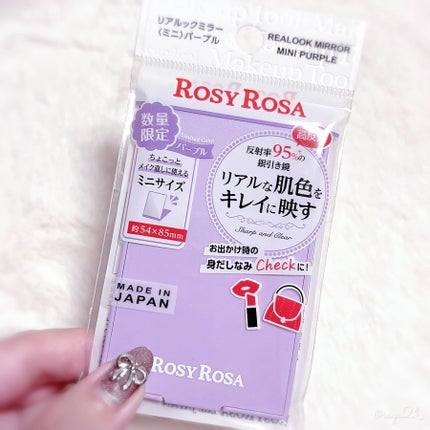 リアルックミラー
〈ミニ〉パープル
REALOOK MIRROR
MINI PURPLE
ROSY ROSA
数量
限定
パープル
ちょこっと
メイク直しに使える
ミニサイズ
約54×85mm
高反射
反射率95%の
銀引き鏡
リアルな肌色を
キレイに映す
Sharp and Clear
お出かけ時の
身だしなみCheckに!
MADE IN
JAPAN
ROSY ROSA